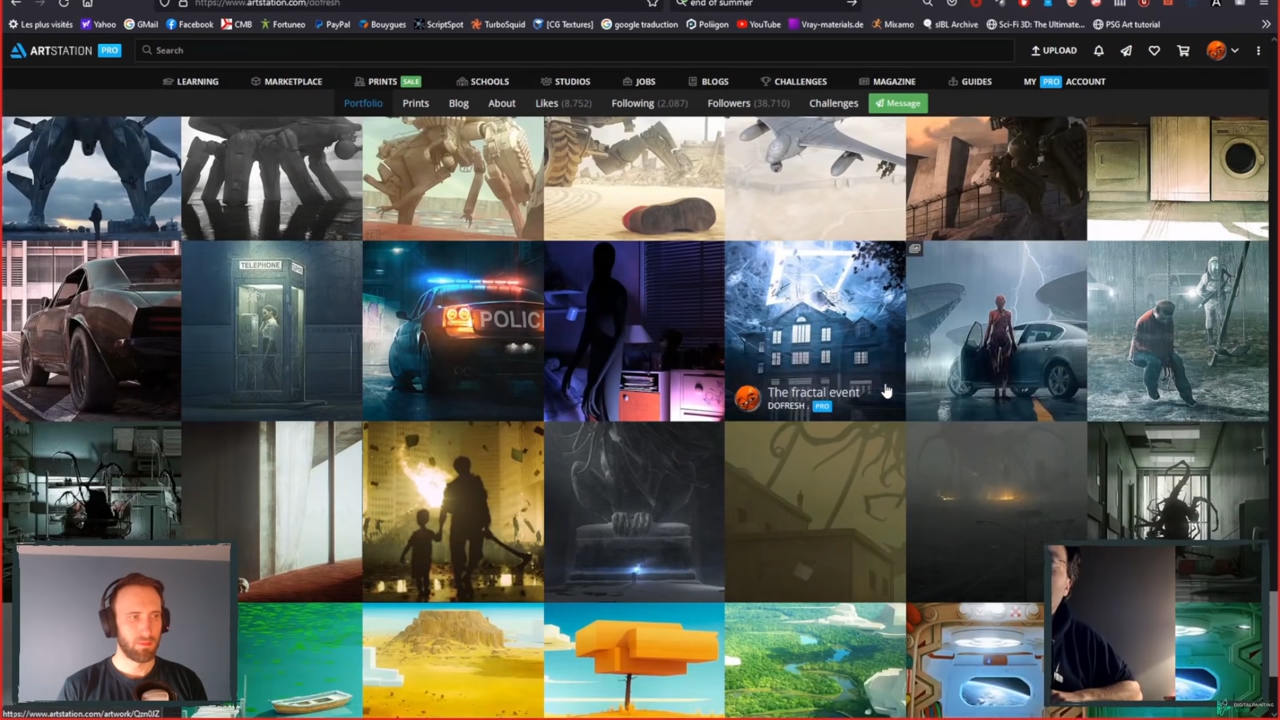 https://www.artstation.com/dofresh
end of summer
Les plus visités Yahoo GMail Facebook CMB Fortuneo PayPal Bouygues ScriptSpot TurboSquid [CG Textures] google traduction Poliigon YouTube Vray-materials.de Mixamo sIBL Archive Sci-Fi 3D: The Ultimate... PSG Art tutorial
ARTSTATION PRO Search UPLOAD
LEARNING MARKETPLACE PRINTS SALE SCHOOLS STUDIOS JOBS BLOGS CHALLENGES MAGAZINE GUIDES MY PRO ACCOUNT
Portfolio Prints Blog About Likes (8.752) Following (2.087) Followers (38.710) Challenges Message
TELEPHONE
POLIC
The fractal event
DOFRESH . PRO
https://www.artstation.com/artwork/Qzn0JZ
DIGITALPAINTING